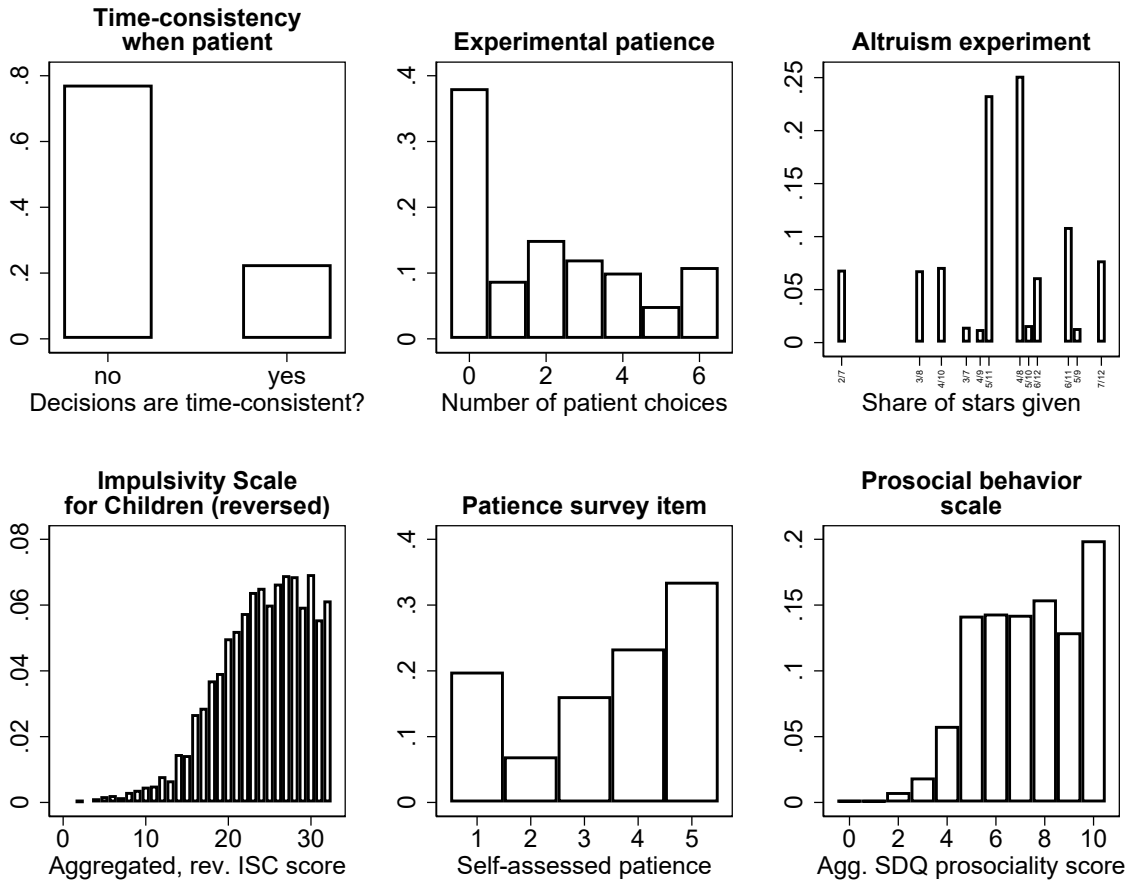 Time-consistency
when patient
.8
.6
.4
.2
0
no yes
Decisions are time-consistent?
Experimental patience
.4
.3
.2
.1
0
0 2 4 6
Number of patient choices
Altruism experiment
.25
.2
.15
.1
.05
0
2/7 3/8 4/10 3/7 4/9 5/11 4/8 5/10 6/12 6/11 5/9 7/12
Share of stars given
Impulsivity Scale
for Children (reversed)
.08
.06
.04
.02
0
0 10 20 30
Aggregated, rev. ISC score
Patience survey item
.4
.3
.2
.1
0
1 2 3 4 5
Self-assessed patience
Prosocial behavior
scale
.2
.15
.1
.05
0
0 2 4 6 8 10
Agg. SDQ prosociality score